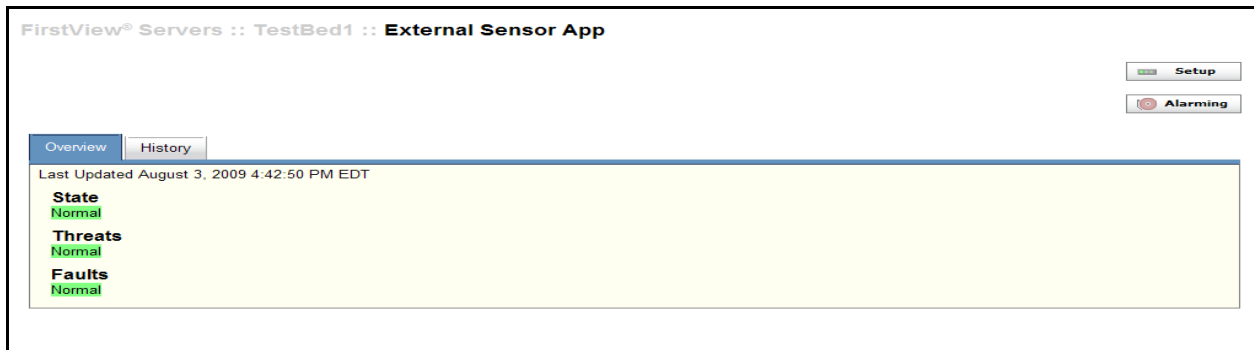 FirstView® Servers :: TestBed1 :: External Sensor App
Setup
Alarming
Overview History
Last Updated August 3, 2009 4:42:50 PM EDT
State
Normal
Threats
Normal
Faults
Normal